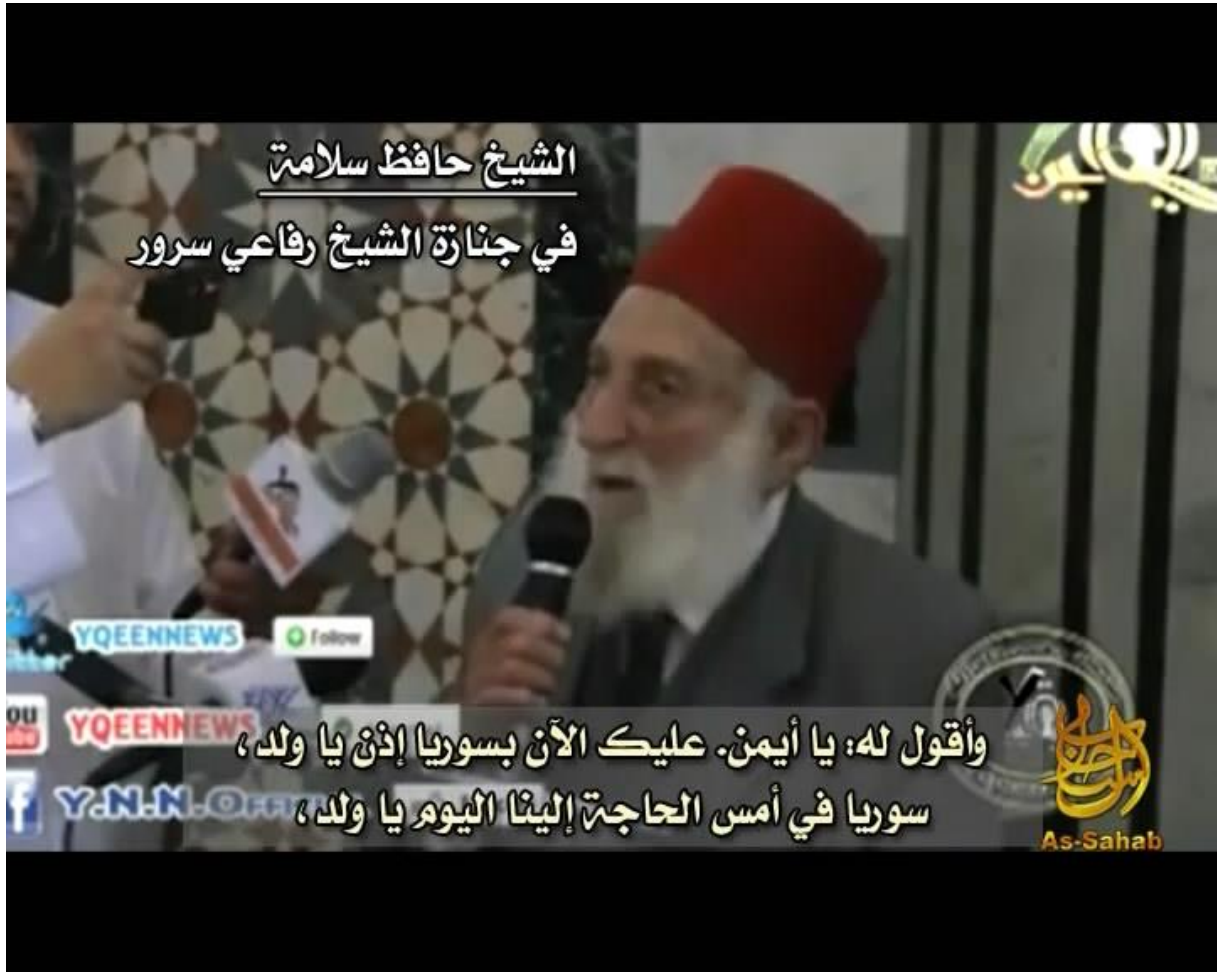 الشيخ حافظ سلامة
في جنازة الشيخ رفاعي سرور
YQEENNEWS
Follow
YQEENNEWS
Y.N.N.
وأقول له: يا أيمن. عليك الآن بسوريا إذن يا ولد ،
سوريا في أمس الحاجة إلينا اليوم يا ولد ،
As-Sahab